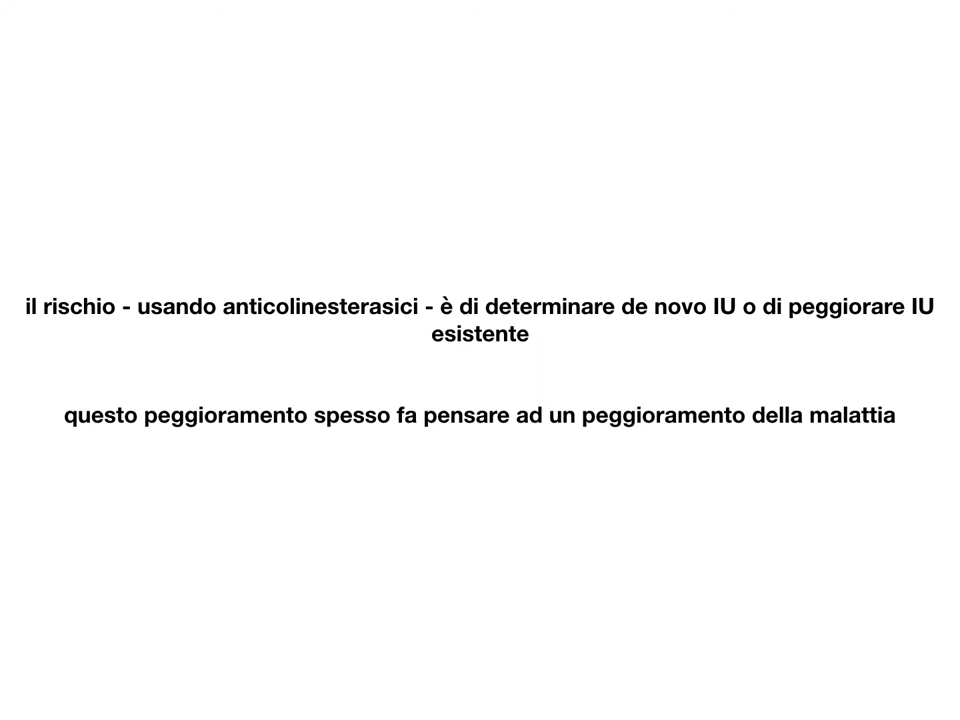 il rischio - usando anticolinesterasici - è di determinare de novo IU o di peggiorare IU
esistente
questo peggioramento spesso fa pensare ad un peggioramento della malattia